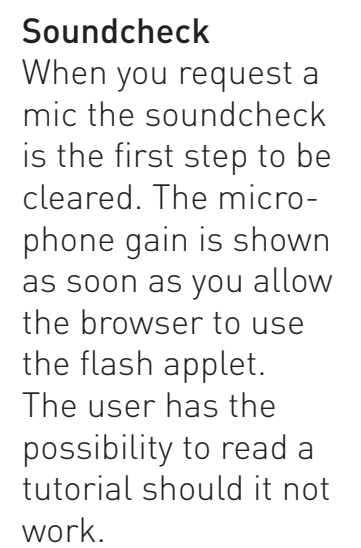 Soundcheck
When you request a
mic the soundcheck
is the first step to be
cleared. The micro-
phone gain is shown
as soon as you allow
the browser to use
the flash applet.
The user has the
possibility to read a
tutorial should it not
work.